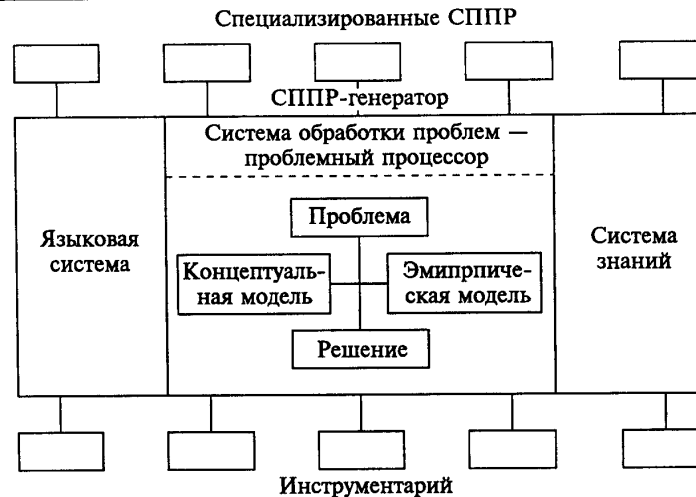 Специализированные СППР
СППР-генератор
Система обработки проблем —
проблемный процессор
Языковая
система
Проблема
Концептуаль-
ная модель
Эмипрпиче-
ская модель
Решение
Система
знаний
Инструментарий